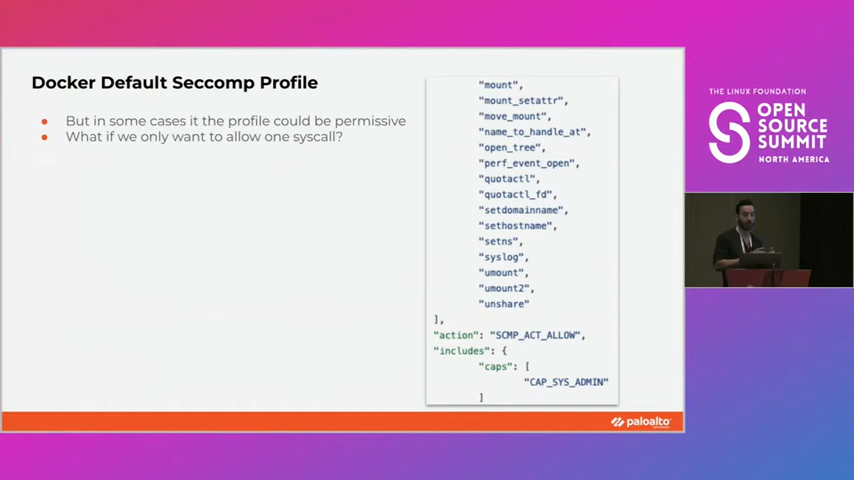 Docker Default Seccomp Profile
But in some cases it the profile could be permissive
What if we only want to allow one syscall?
"mount",
"mount_setattr",
"move_mount",
"name_to_handle_at",
"open_tree",
"perf_event_open",
"quotactl",
"quotactl_fd",
"setdomainname",
"sethostname",
"setns",
"syslog",
"umount",
"umount2",
"unshare"
],
"action": "SCMP_ACT_ALLOW",
"includes": {
"caps": [
"CAP_SYS_ADMIN"
]
paloalto
THE LINUX FOUNDATION
OPEN
SOURCE
SUMMIT
NORTH AMERICA